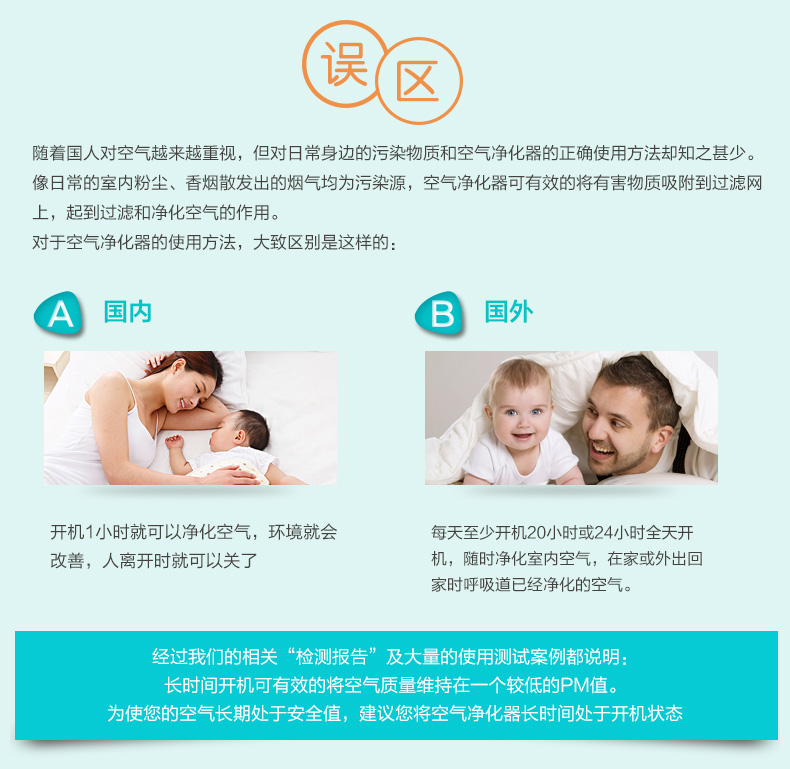 误区
随着国人对空气越来越重视，但对日常身边的污染物质和空气净化器的正确使用方法却知之甚少。
像日常的室内粉尘、香烟散发出的烟气均为污染源，空气净化器可有效的将有害物质吸附到过滤网
上，起到过滤和净化空气的作用。
对于空气净化器的使用方法，大致区别是这样的：
A 国内
开机1小时就可以净化空气，环境就会
改善，人离开时就可以关了
B 国外
每天至少开机20小时或24小时全天开
机，随时净化室内空气，在家或外出回
家时呼吸道已经净化的空气。
经过我们的相关“检测报告”及大量的使用测试案例都说明：
长时间开机可有效的将空气质量维持在一个较低的PM值。
为使您的空气长期处于安全值，建议您将空气净化器长时间处于开机状态